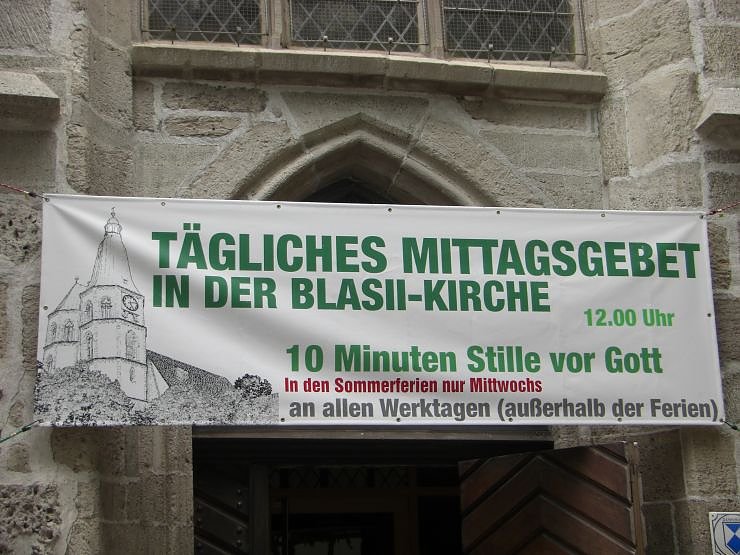 TÄGLICHES MITTAGSGEBET
IN DER BLASII-KIRCHE
12.00 Uhr
10 Minuten Stille vor Gott
In den Sommerferien nur Mittwochs
an allen Werktagen (außerhalb der Ferien)